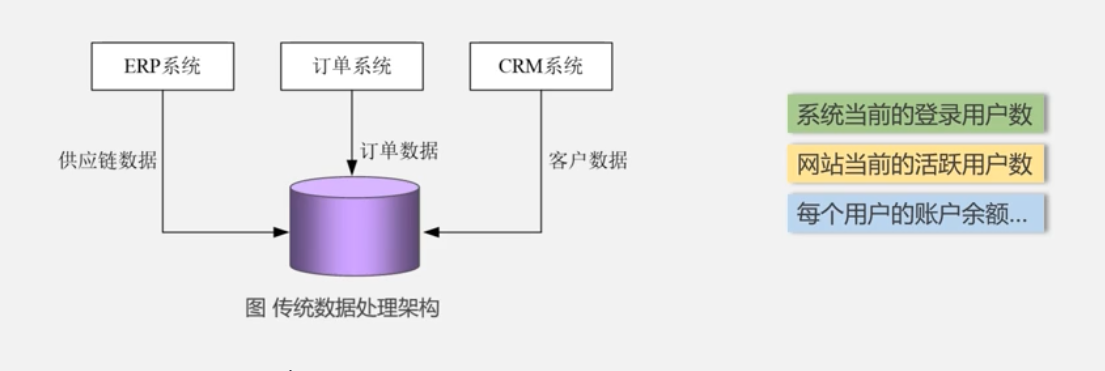 ERP系统
订单系统
CRM系统
供应链数据
订单数据
客户数据
图 传统数据处理架构
系统当前的登录用户数
网站当前的活跃用户数
每个用户的账户余额...